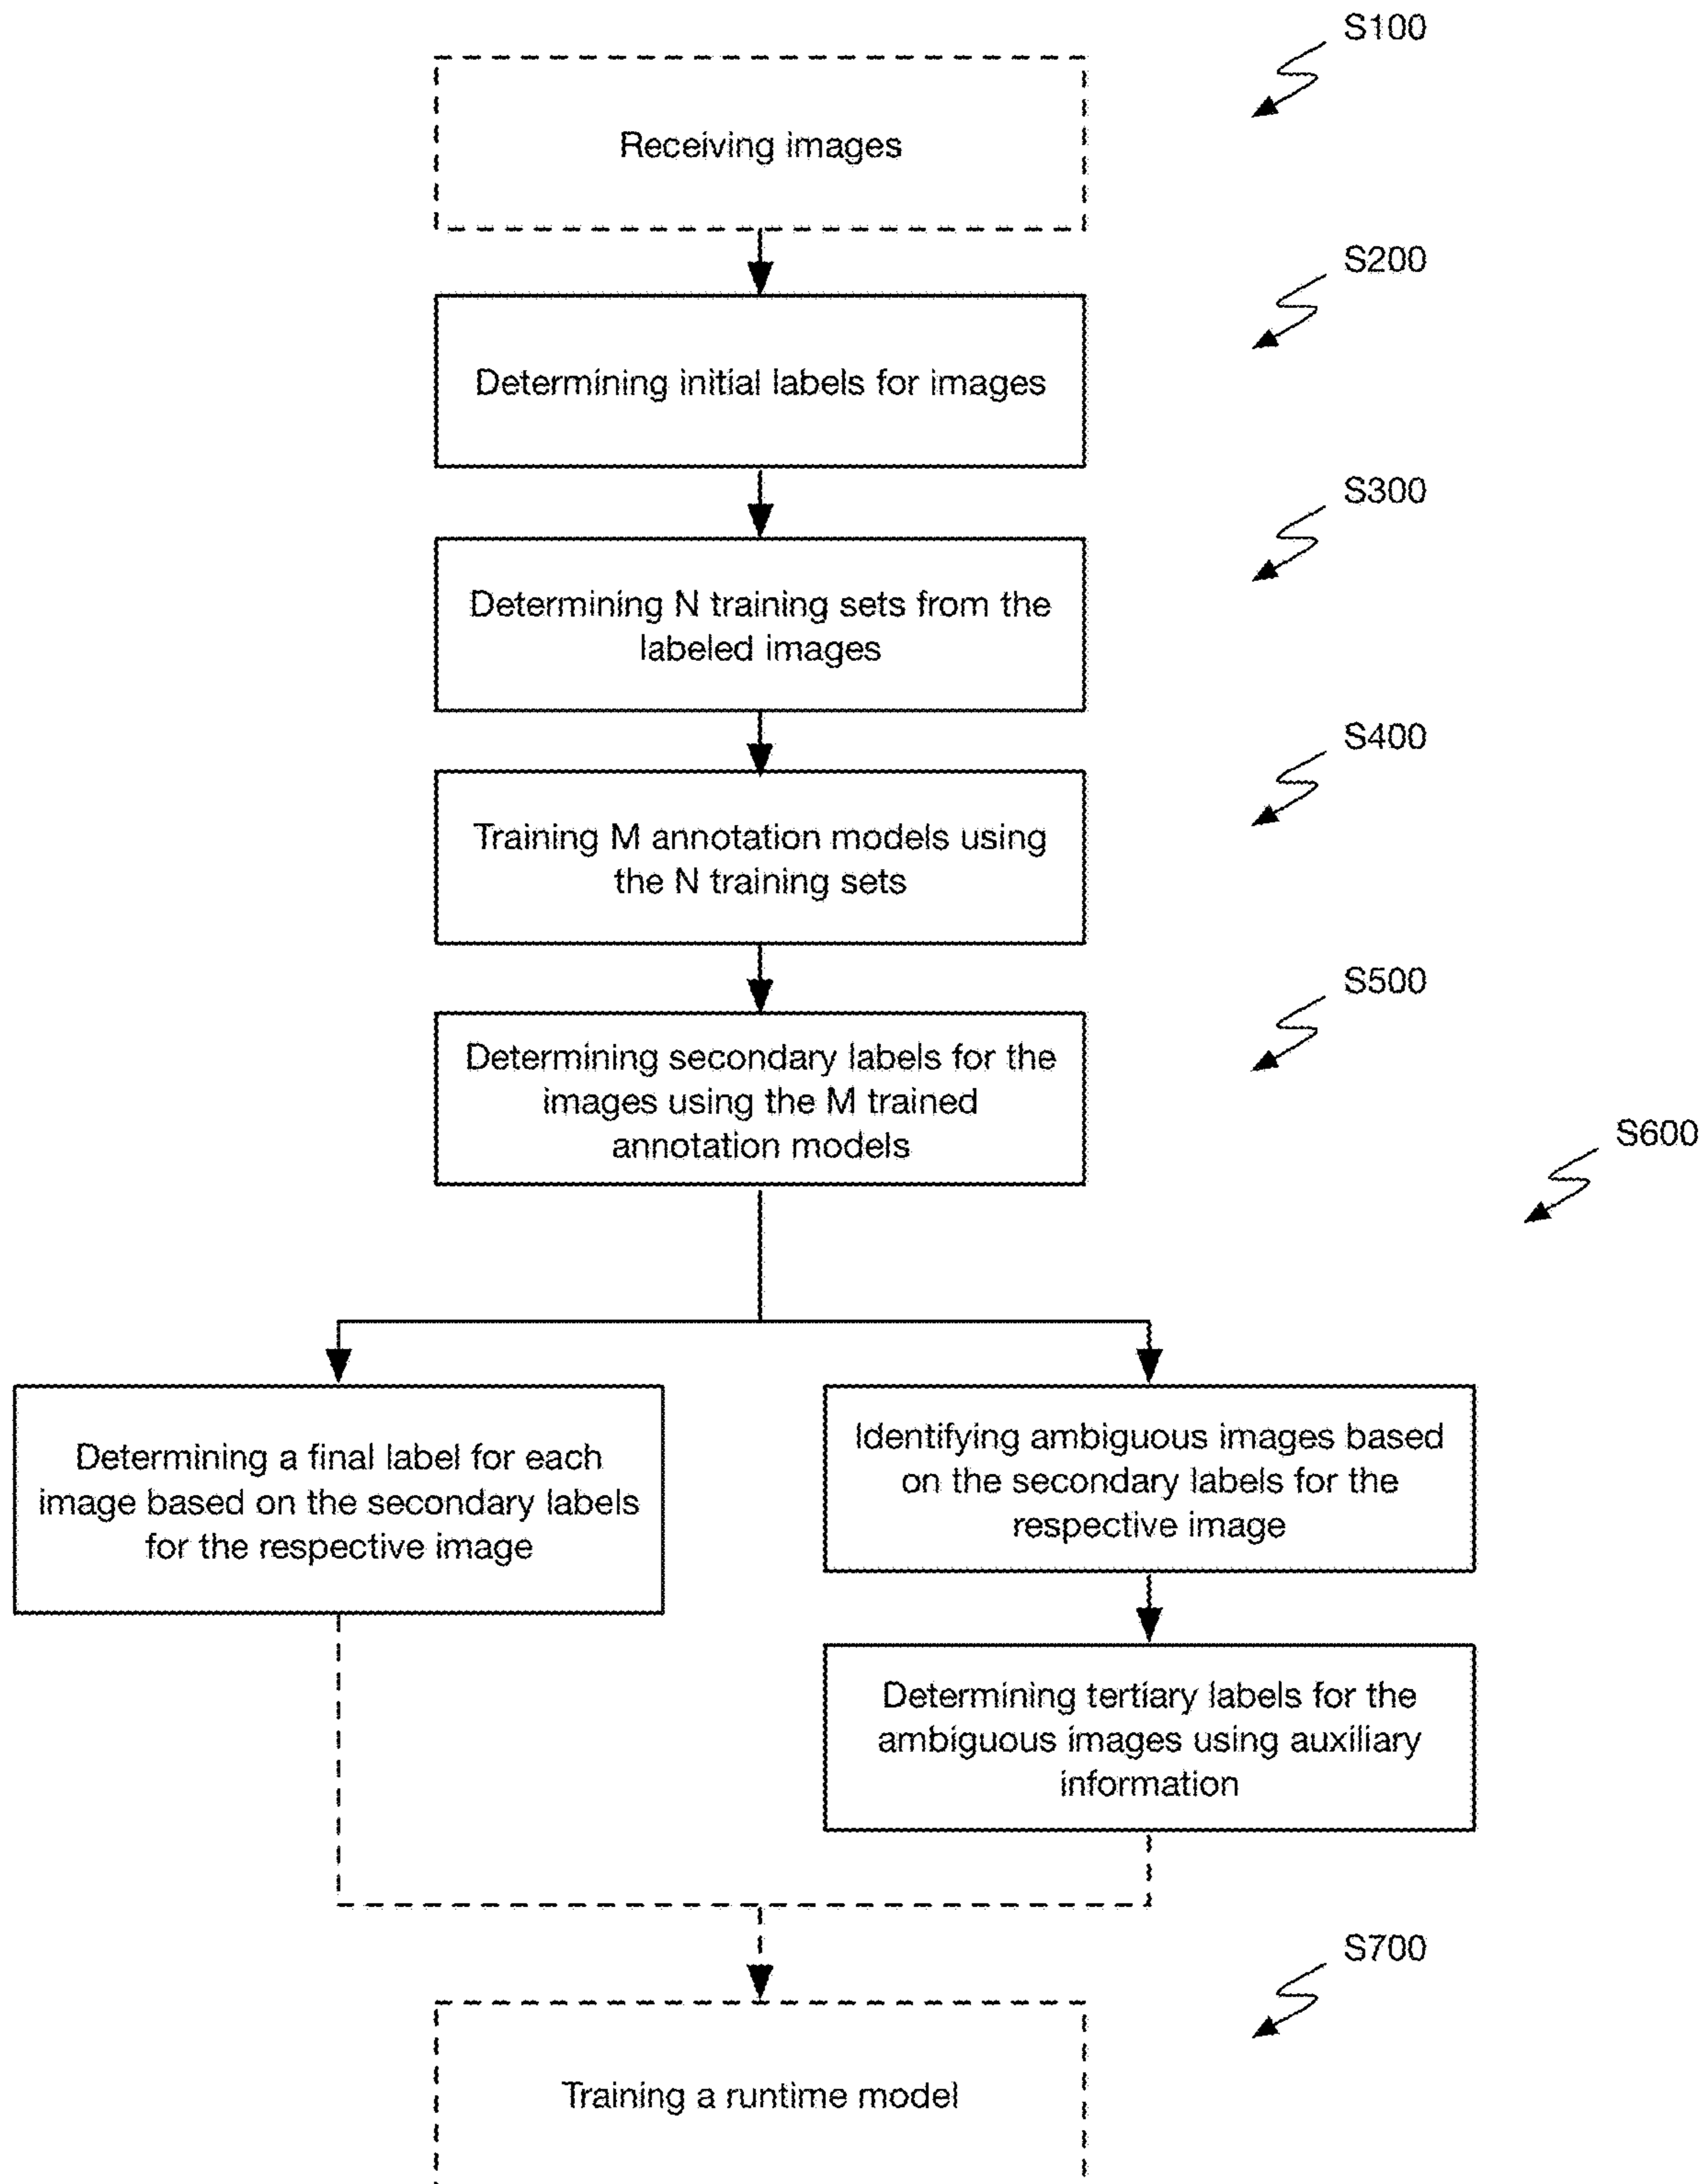 S100
Receiving images
S200
Determining initial labels for images
S300
Determining N training sets from the
labeled images
S400
Training M annotation models using
the N training sets
S500
Determining secondary labels for the
images using the M trained
annotation models
S600
Determining a final label for each
image based on the secondary labels
for the respective image
Identifying ambiguous images based
on the secondary labels for the
respective image
Determining tertiary labels for the
ambiguous images using auxiliary
information
S700
Training a runtime model